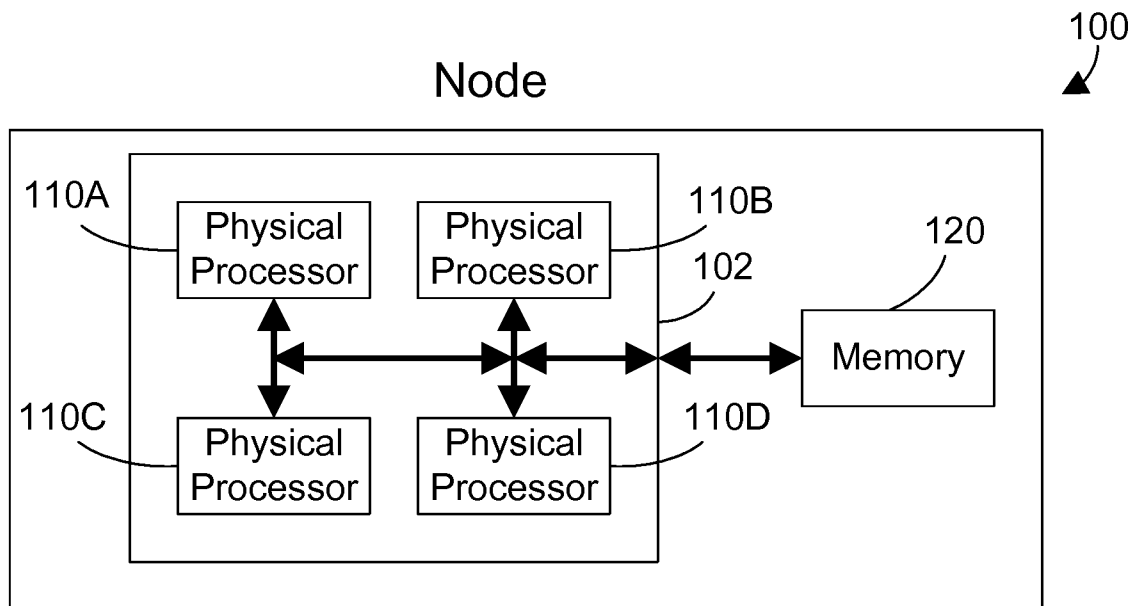 100
Node
110A
Physical
Processor
Physical
Processor
110B
102
120
Memory
110C
Physical
Processor
Physical
Processor
110D